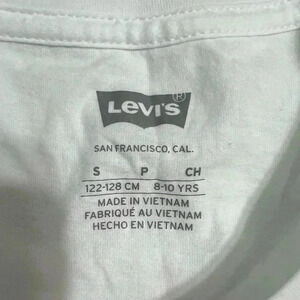 LEVI'S®
SAN FRANCISCO, CAL.
S P CH
122-128 CM 8-10 YRS
MADE IN VIETNAM
FABRIQUÉ AU VIETNAM
HECHO EN VIETNAM